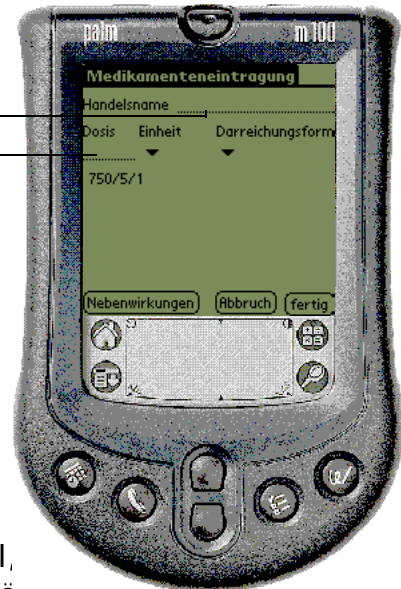 palm m100
Medikamenteneintragung
Handelsname
Dosis Einheit Darreichungsform
750/5/1
Nebenwirkungen Abbruch fertig